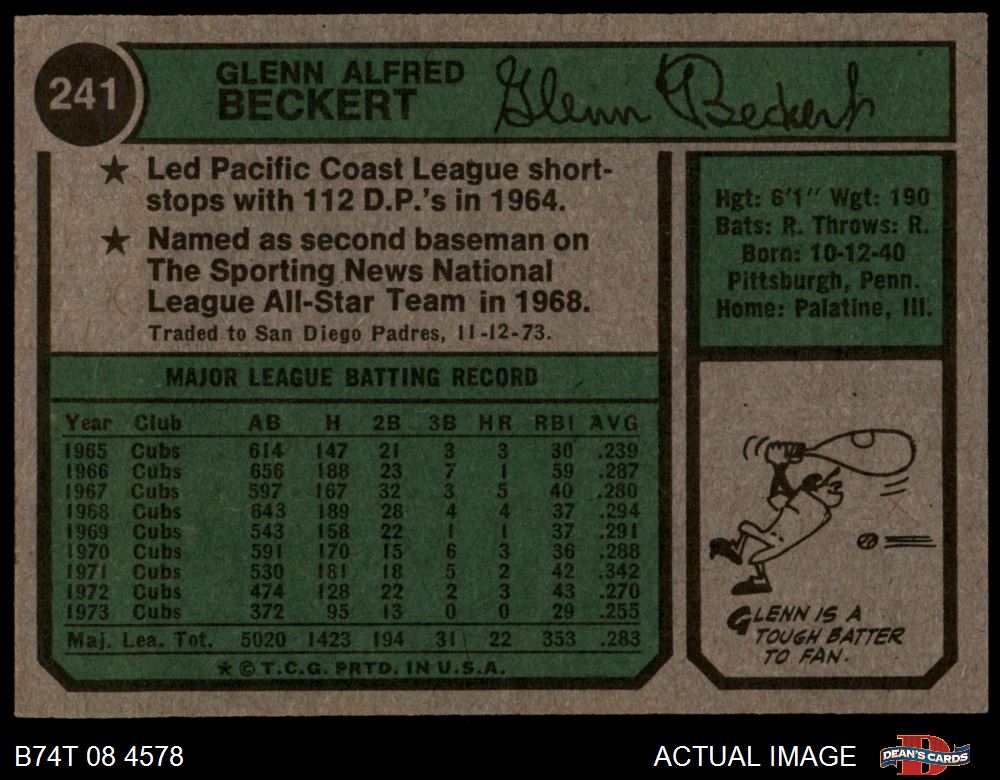 241
GLENN ALFRED
BECKERT
Glenn Beckert
★ Led Pacific Coast League short-
stops with 112 D.P.'s in 1964.
★ Named as second baseman on
The Sporting News National
League All-Star Team in 1968.
Traded to San Diego Padres, 11-12-73.
Hgt: 6'1" Wgt: 190
Bats: R. Throws: R.
Born: 10-12-40
Pittsburgh, Penn.
Home: Palatine, Ill.
MAJOR LEAGUE BATTING RECORD
Year Club AB H 2B 3B HR RBI AVG
1965 Cubs 614 147 21 3 3 30 .239
1966 Cubs 656 188 23 7 1 59 .287
1967 Cubs 597 167 32 3 5 40 .280
1968 Cubs 643 189 28 4 4 37 .294
1969 Cubs 543 158 22 1 1 37 .291
1970 Cubs 591 170 15 6 3 36 .288
1971 Cubs 530 181 18 5 2 42 .342
1972 Cubs 474 128 22 2 3 43 .270
1973 Cubs 372 95 13 0 0 29 .255
Maj. Lea. Tot. 5020 1423 194 31 22 353 .283
★ © T.C.G. PRTD. IN U.S.A.
GLENN IS A
TOUGH BATTER
TO FAN.
B74T 08 4578
ACTUAL IMAGE
DEAN'S CARDS